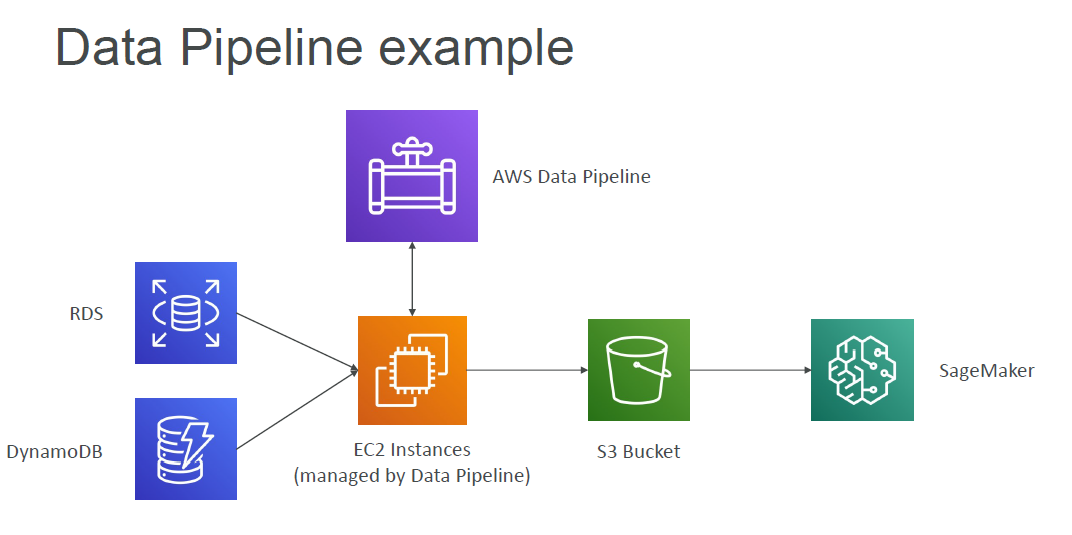 Data Pipeline example
AWS Data Pipeline
RDS
DynamoDB
EC2 Instances
(managed by Data Pipeline)
S3 Bucket
SageMaker